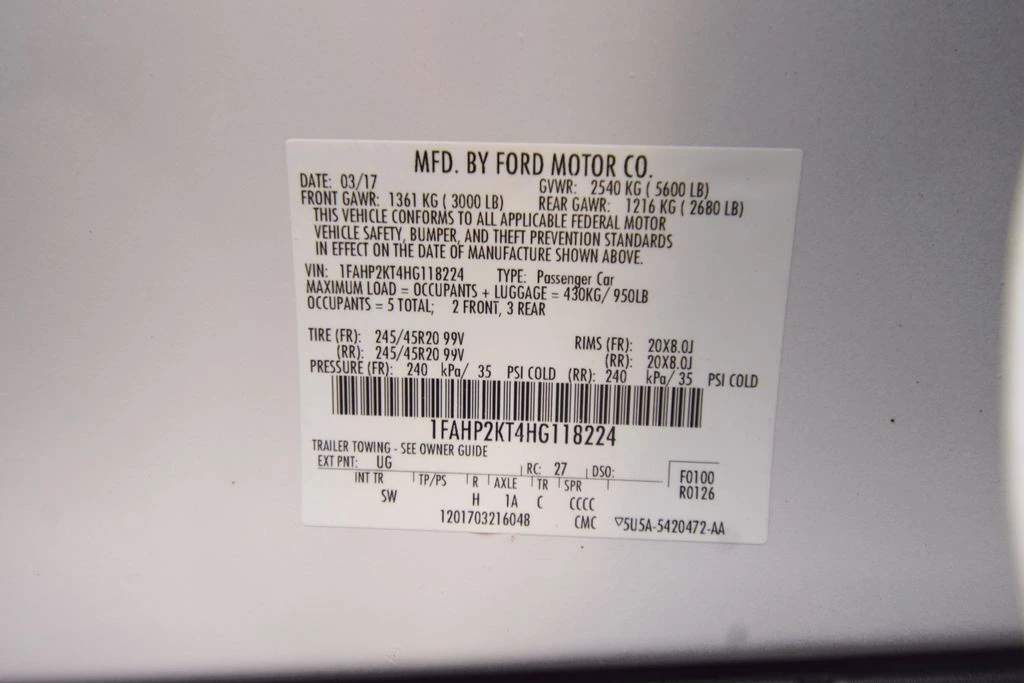 MFD. BY FORD MOTOR CO.
DATE: 03/17 GVWR: 2540 KG ( 5600 LB)
FRONT GAWR: 1361 KG ( 3000 LB) REAR GAWR: 1216 KG ( 2680 LB)
THIS VEHICLE CONFORMS TO ALL APPLICABLE FEDERAL MOTOR
VEHICLE SAFETY, BUMPER, AND THEFT PREVENTION STANDARDS
IN EFFECT ON THE DATE OF MANUFACTURE SHOWN ABOVE.
VIN: 1FAHP2KT4HG118224 TYPE: Passenger Car
MAXIMUM LOAD = OCCUPANTS + LUGGAGE = 430KG/ 950LB
OCCUPANTS = 5 TOTAL; 2 FRONT, 3 REAR
TIRE (FR): 245/45R20 99V RIMS (FR): 20X8.0J
(RR): 245/45R20 99V (RR): 20X8.0J
PRESSURE (FR): 240 kPa/ 35 PSI COLD (RR): 240 kPa/ 35 PSI COLD
1FAHP2KT4HG118224
TRAILER TOWING - SEE OWNER GUIDE
EXT PNT: UG RC: 27 DSO: F0100
INT TR TP/PS R AXLE TR SPR R0126
SW H 1A C CCCC
1201703216048 CMC ▽5U5A-5420472-AA